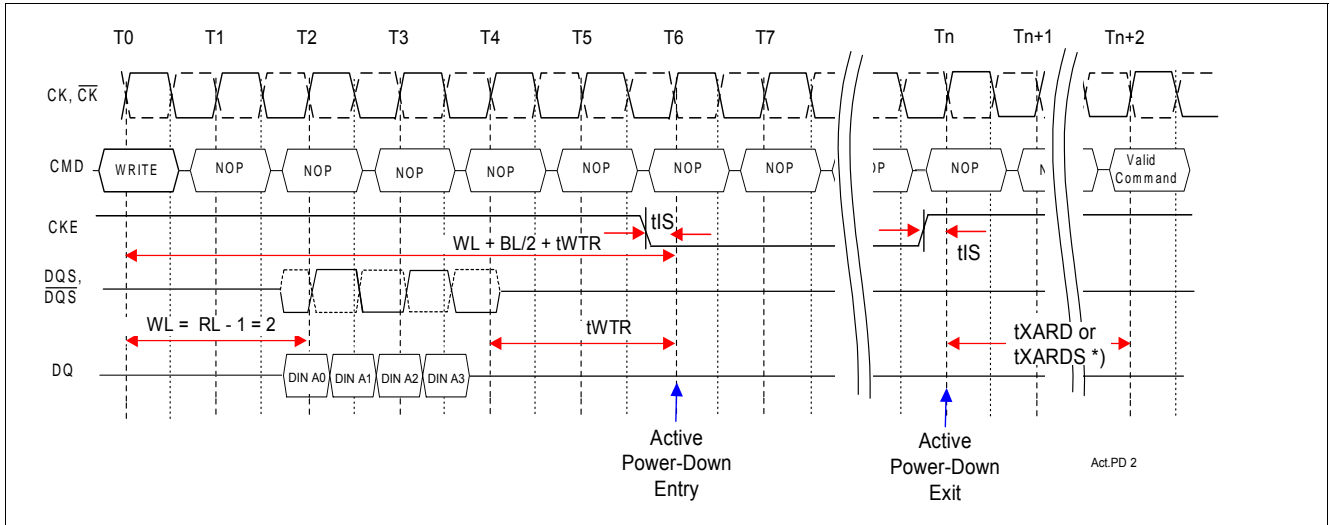 T0 T1 T2 T3 T4 T5 T6 T7 Tn Tn+1 Tn+2
CK, CK
CMD WRITE NOP NOP NOP NOP NOP NOP NOP OP NOP N Valid
Command
CKE tIS tIS
WL + BL/2 + tWTR
DQS,
DQS
WL = RL - 1 = 2 tWTR tXARD or
tXARDS *)
DQ DIN A0 DIN A1 DIN A2 DIN A3
Active
Power-Down
Entry
Active
Power-Down
Exit
Act.PD 2